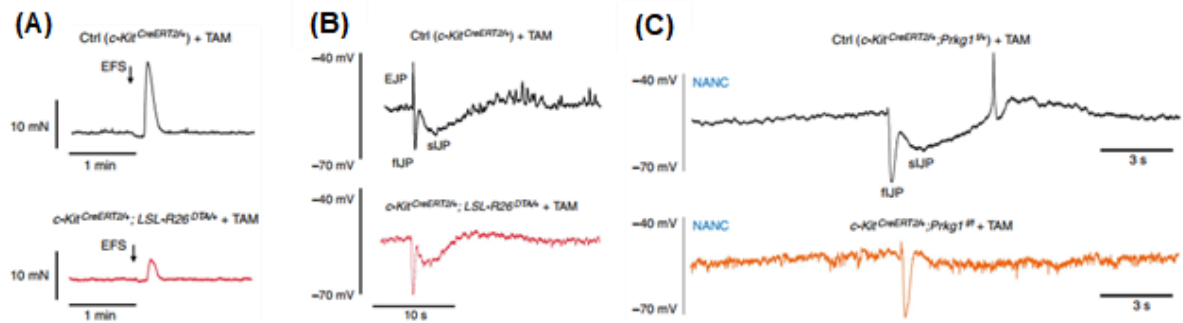 (A)
Ctrl (c-Kit^CreERT2/+) + TAM
EFS
10 mN
1 min
c-Kit^CreERT2/+; LSL-R26^DTA/+ + TAM
EFS
10 mN
1 min
(B)
Ctrl (c-Kit^CreERT2/+) + TAM
−40 mV
EJP
sIJP
fIJP
−70 mV
c-Kit^CreERT2/+; LSL-R26^DTA/+ + TAM
−40 mV
−70 mV
10 s
(C)
Ctrl (c-Kit^CreERT2/+;Prkg1^f/+) + TAM
−40 mV
NANC
sIJP
−70 mV
3 s
fIJP
c-Kit^CreERT2/+;Prkg1^f/f + TAM
−40 mV
NANC
−70 mV
3 s